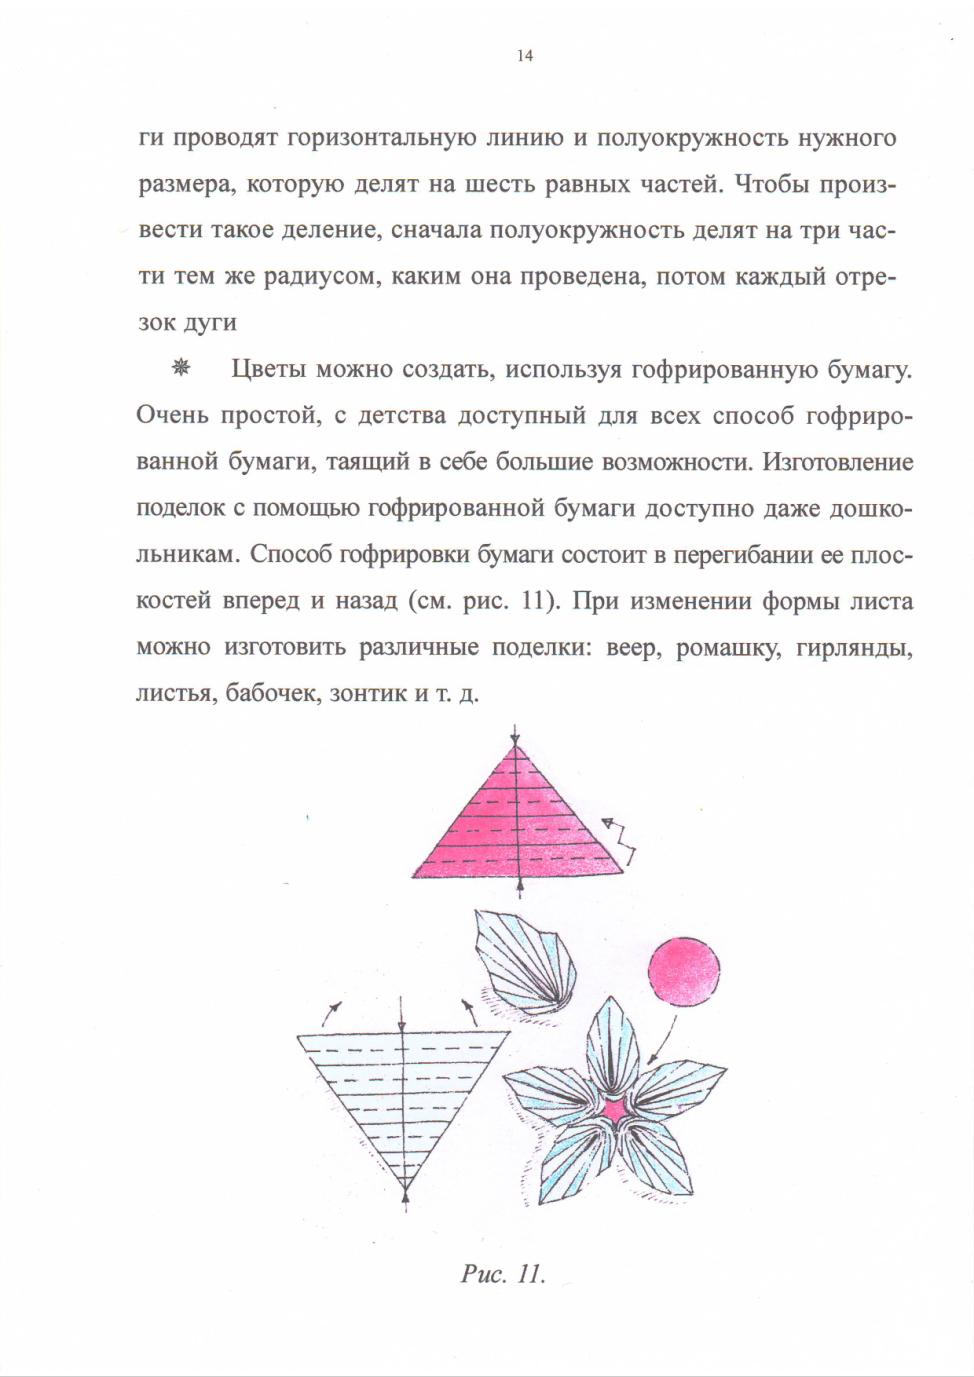 14
ги проводят горизонтальную линию и полуокружность нужного
размера, которую делят на шесть равных частей. Чтобы произ-
вести такое деление, сначала полуокружность делят на три час-
ти тем же радиусом, каким она проведена, потом каждый отре-
зок дуги
✵ Цветы можно создать, используя гофрированную бумагу.
Очень простой, с детства доступный для всех способ гофриро-
ванной бумаги, таящий в себе большие возможности. Изготовление
поделок с помощью гофрированной бумаги доступно даже дошко-
льникам. Способ гофрировки бумаги состоит в перегибании ее плос-
костей вперед и назад (см. рис. 11). При изменении формы листа
можно изготовить различные поделки: веер, ромашку, гирлянды,
листья, бабочек, зонтик и т. д.
Рис. 11.